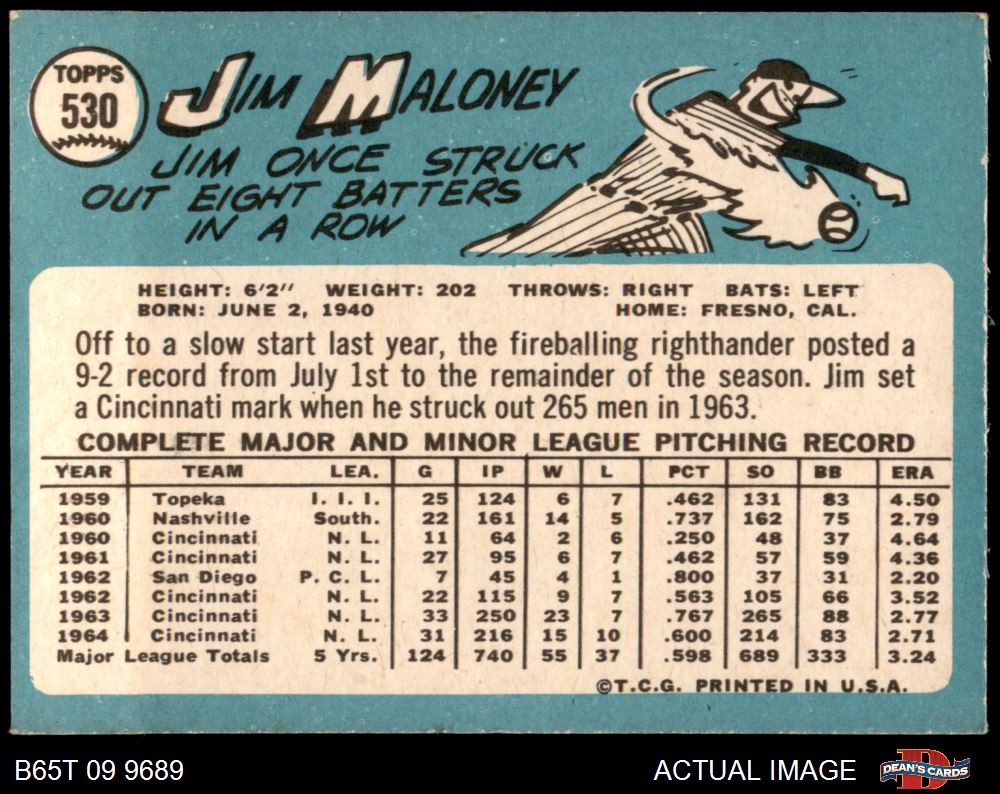 TOPPS
530
JIM MALONEY
JIM ONCE STRUCK
OUT EIGHT BATTERS
IN A ROW
HEIGHT: 6'2" WEIGHT: 202 THROWS: RIGHT BATS: LEFT
BORN: JUNE 2, 1940 HOME: FRESNO, CAL.
Off to a slow start last year, the fireballing righthander posted a
9-2 record from July 1st to the remainder of the season. Jim set
a Cincinnati mark when he struck out 265 men in 1963.
COMPLETE MAJOR AND MINOR LEAGUE PITCHING RECORD
YEAR TEAM LEA. G IP W L PCT SO BB ERA
1959 Topeka I. I. I. 25 124 6 7 .462 131 83 4.50
1960 Nashville South. 22 161 14 5 .737 162 75 2.79
1960 Cincinnati N. L. 11 64 2 6 .250 48 37 4.64
1961 Cincinnati N. L. 27 95 6 7 .462 57 59 4.36
1962 San Diego P. C. L. 7 45 4 1 .800 37 31 2.20
1962 Cincinnati N. L. 22 115 9 7 .563 105 66 3.52
1963 Cincinnati N. L. 33 250 23 7 .767 265 88 2.77
1964 Cincinnati N. L. 31 216 15 10 .600 214 83 2.71
Major League Totals 5 Yrs. 124 740 55 37 .598 689 333 3.24
©T.C.G. PRINTED IN U.S.A.
B65T 09 9689 ACTUAL IMAGE DEAN'S CARDS